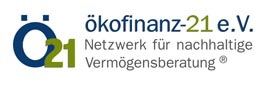 Ö21 ökofinanz-21 e.V.
Netzwerk für nachhaltige
Vermögensberatung ®